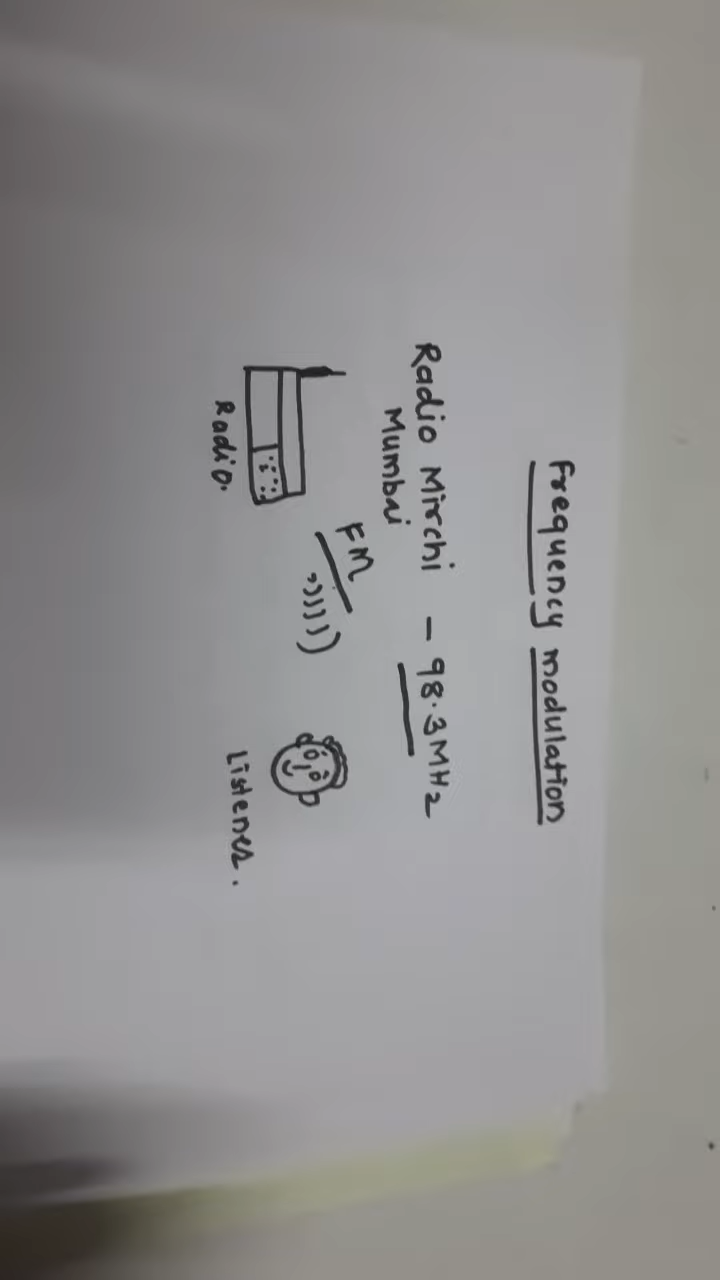 Frequency modulation
Radio Mirchi - 98.3MHz
Mumbai
FM
Radio.
Listener.